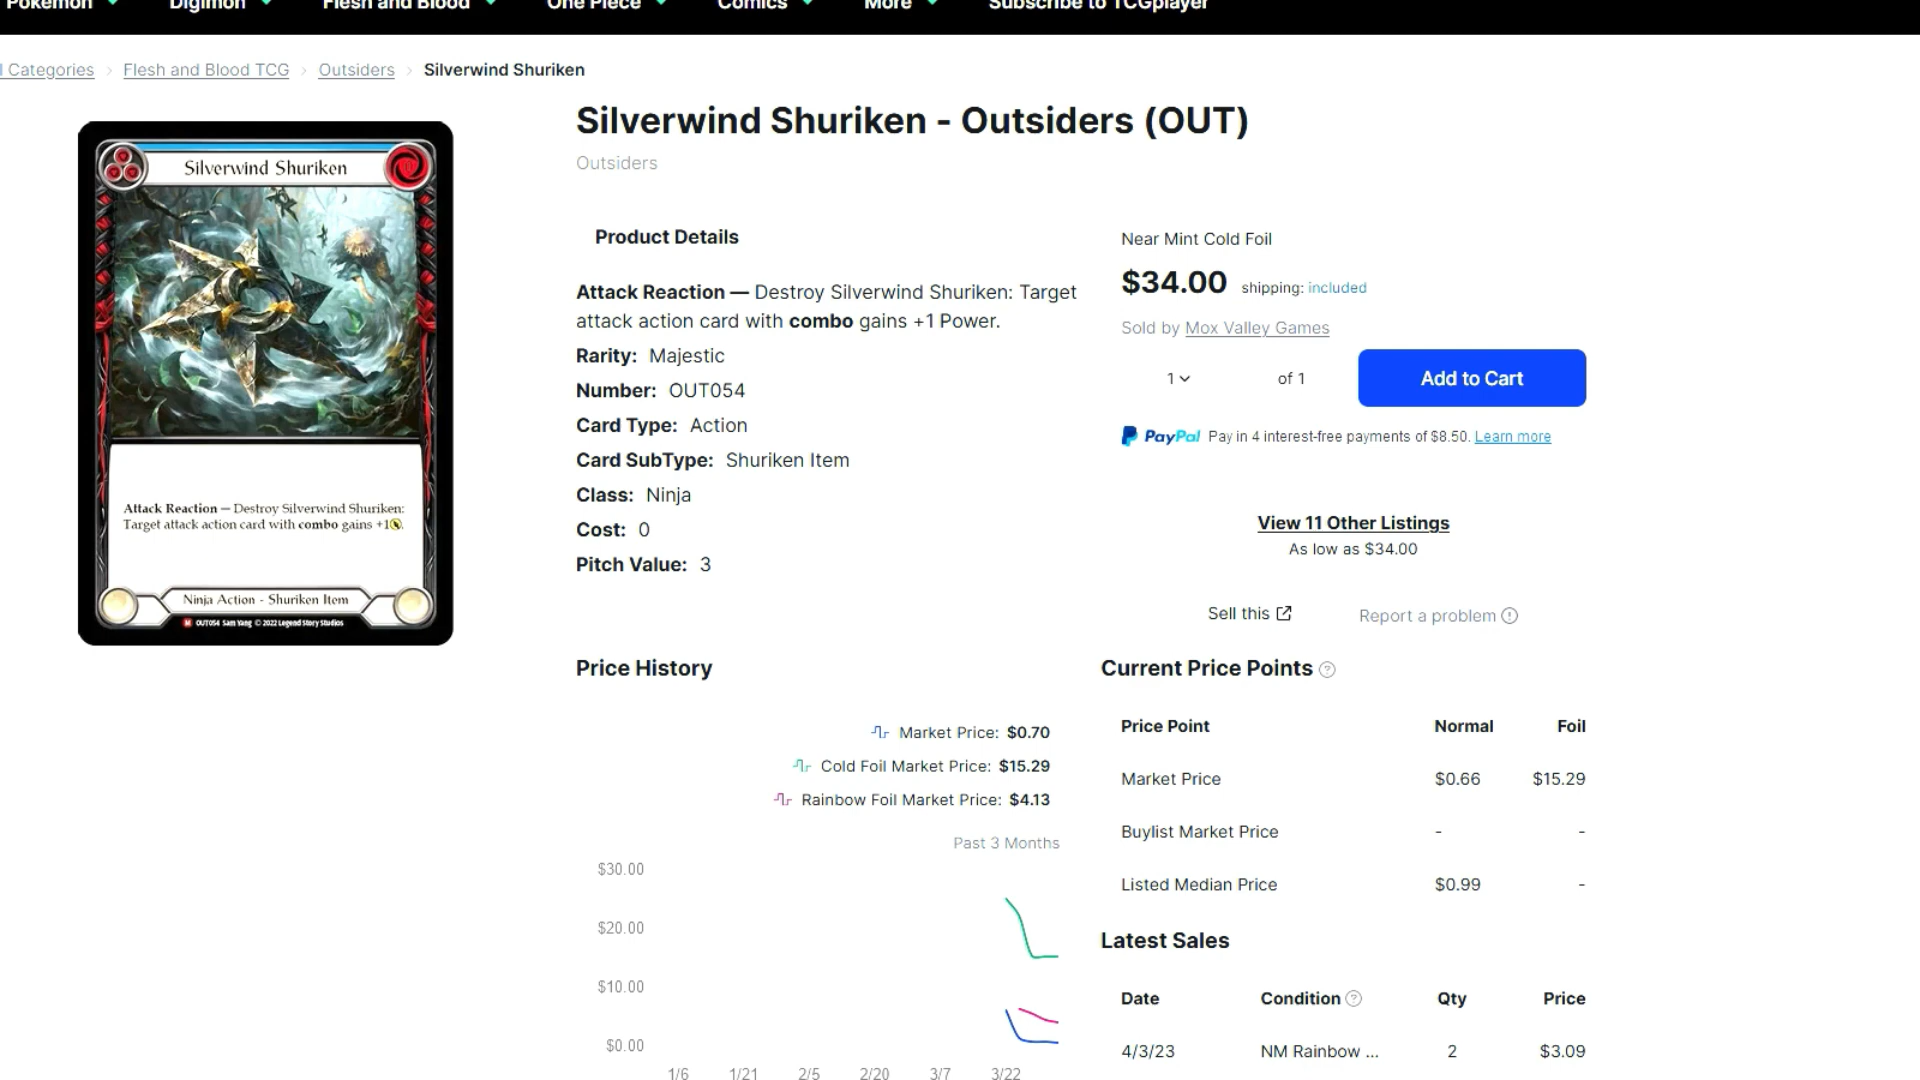 Pokémon Digimon Flesh and Blood One Piece Comics More Subscribe to TCGplayer
l Categories Flesh and Blood TCG Outsiders Silverwind Shuriken
Silverwind Shuriken
Attack Reaction — Destroy Silverwind Shuriken:
Target attack action card with combo gains +1
Ninja Action - Shuriken Item
M OUT054 Sam Yang © 2022 Legend Story Studios
Silverwind Shuriken - Outsiders (OUT)
Outsiders
Product Details
Attack Reaction — Destroy Silverwind Shuriken: Target
attack action card with combo gains +1 Power.
Rarity: Majestic
Number: OUT054
Card Type: Action
Card SubType: Shuriken Item
Class: Ninja
Cost: 0
Pitch Value: 3
Near Mint Cold Foil
$34.00 shipping: included
Sold by Mox Valley Games
1 of 1 Add to Cart
PayPal Pay in 4 interest-free payments of $8.50. Learn more
View 11 Other Listings
As low as $34.00
Sell this Report a problem
Price History
Market Price: $0.70
Cold Foil Market Price: $15.29
Rainbow Foil Market Price: $4.13
Past 3 Months
$30.00
$20.00
$10.00
$0.00
1/6 1/21 2/5 2/20 3/7 3/22
Current Price Points
Price Point Normal Foil
Market Price $0.66 $15.29
Buylist Market Price - -
Listed Median Price $0.99 -
Latest Sales
Date Condition Qty Price
4/3/23 NM Rainbow ... 2 $3.09